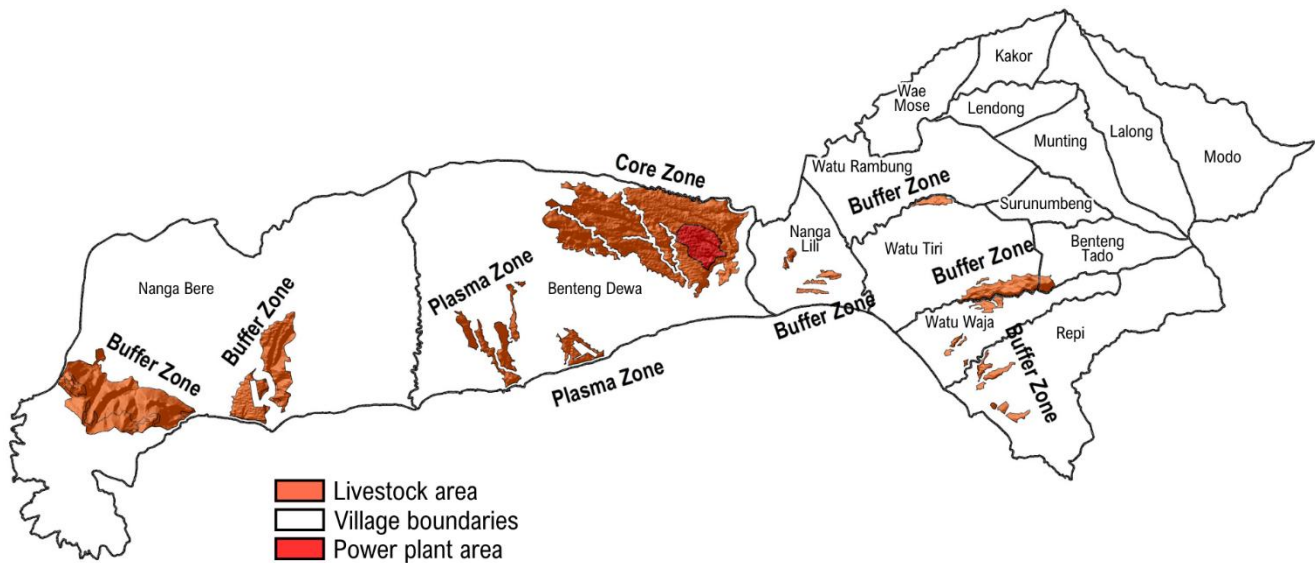 Kakor
Wae
Mose
Lendong
Munting
Lalong
Modo
Watu Rambung
Core Zone
Buffer Zone
Surunumbeng
Nanga
Lili
Watu Tiri
Benteng
Tado
Buffer Zone
Nanga Bere
Plasma Zone
Benteng Dewa
Buffer Zone
Buffer Zone
Watu Waja
Repi
Buffer Zone
Buffer Zone
Plasma Zone
Livestock area
Village boundaries
Power plant area